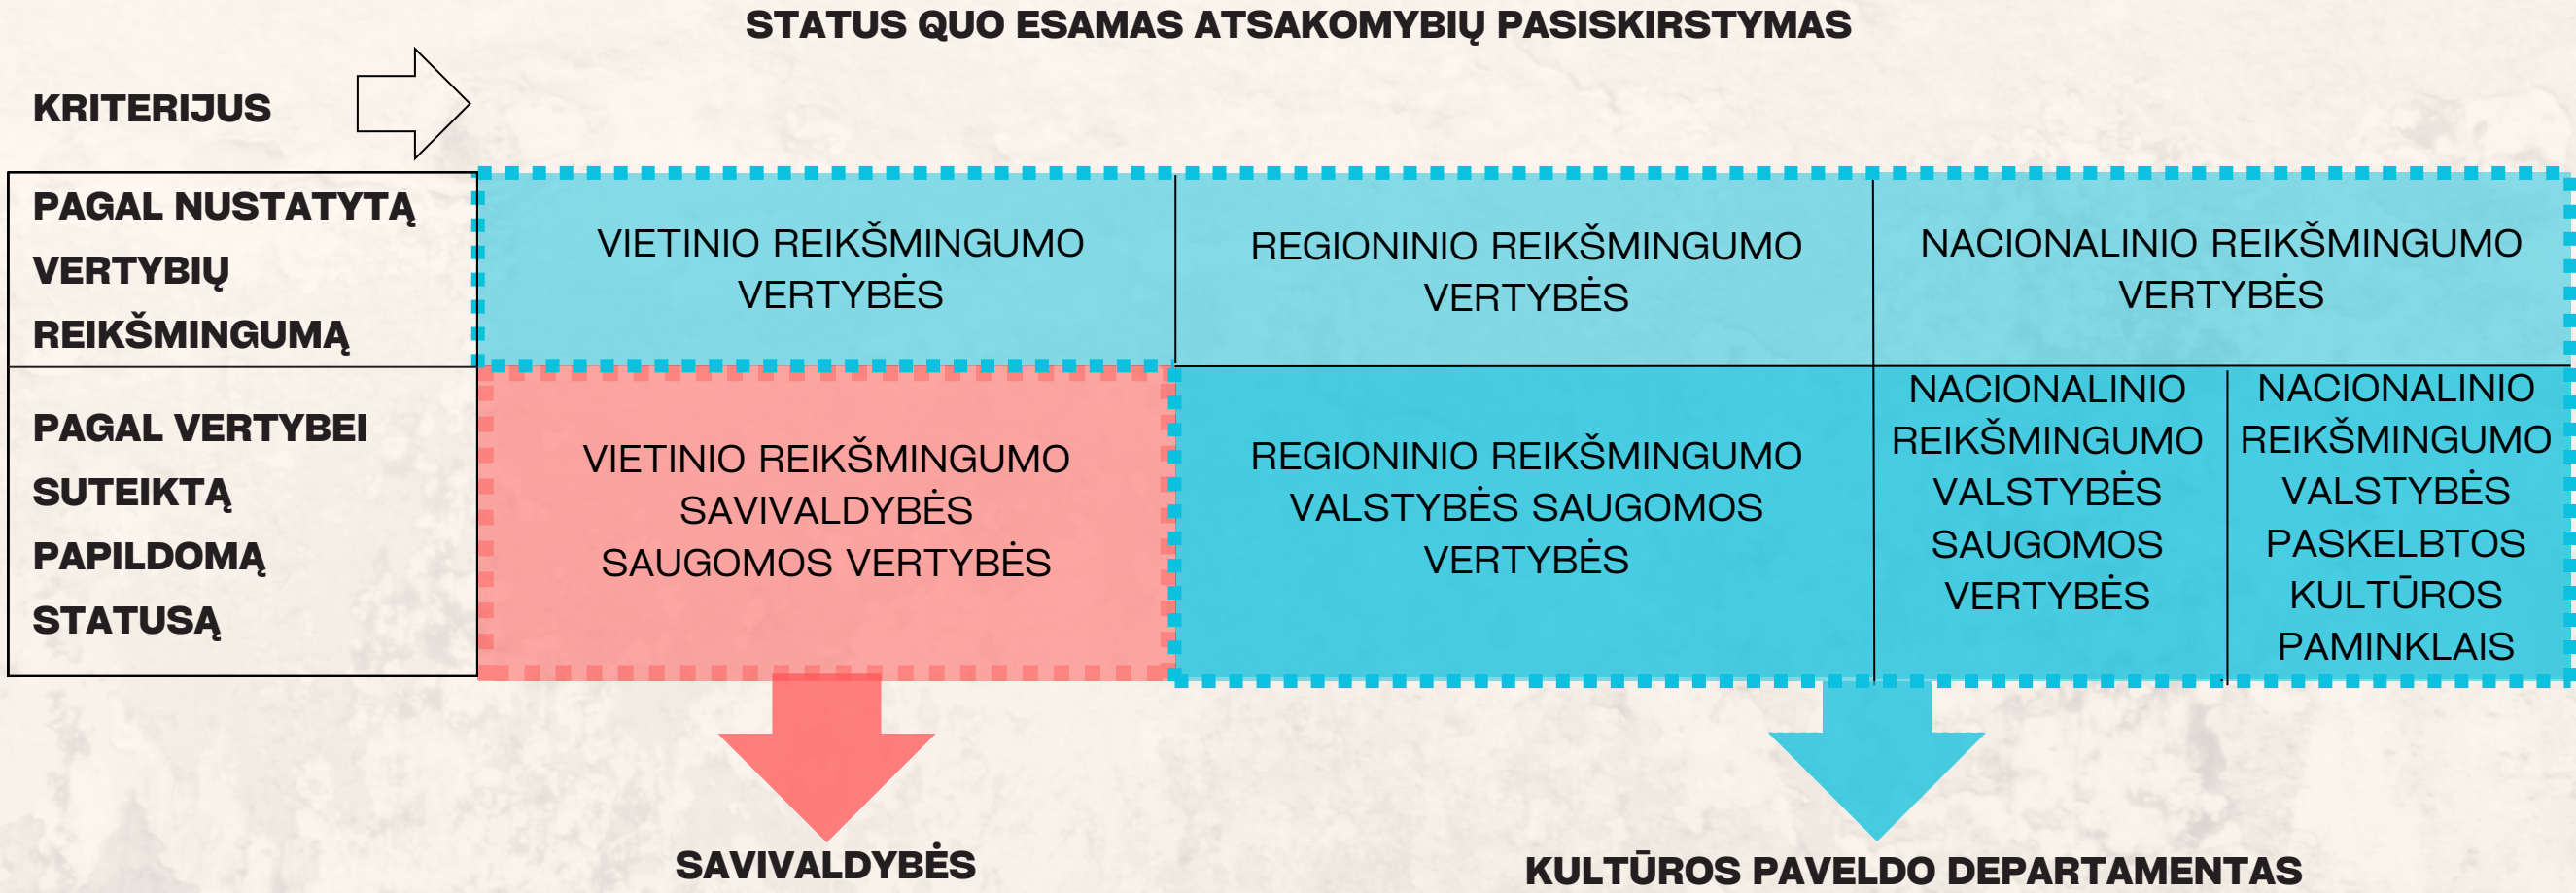 STATUS QUO ESAMAS ATSAKOMYBIŲ PASISKIRSTYMAS
KRITERIJUS
PAGAL NUSTATYTĄ
VERTYBIŲ
REIKŠMINGUMĄ
VIETINIO REIKŠMINGUMO
VERTYBĖS
REGIONINIO REIKŠMINGUMO
VERTYBĖS
NACIONALINIO REIKŠMINGUMO
VERTYBĖS
PAGAL VERTYBEI
SUTEIKTĄ
PAPILDOMĄ
STATUSĄ
VIETINIO REIKŠMINGUMO
SAVIVALDYBĖS
SAUGOMOS VERTYBĖS
REGIONINIO REIKŠMINGUMO
VALSTYBĖS SAUGOMOS
VERTYBĖS
NACIONALINIO
REIKŠMINGUMO
VALSTYBĖS
SAUGOMOS
VERTYBĖS
NACIONALINIO
REIKŠMINGUMO
VALSTYBĖS
PASKELBTOS
KULTŪROS
PAMINKLAIS
SAVIVALDYBĖS
KULTŪROS PAVELDO DEPARTAMENTAS